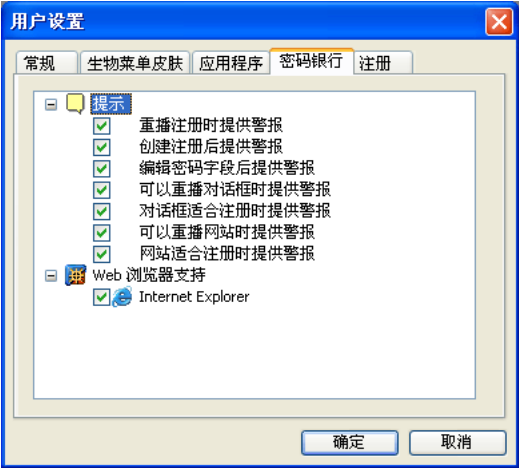 用户设置
常规 生物菜单皮肤 应用程序 密码银行 注册
提示
重播注册时提供警报
创建注册后提供警报
编辑密码字段后提供警报
可以重播对话框时提供警报
对话框适合注册时提供警报
可以重播网站时提供警报
网站适合注册时提供警报
Web 浏览器支持
Internet Explorer
确定 取消